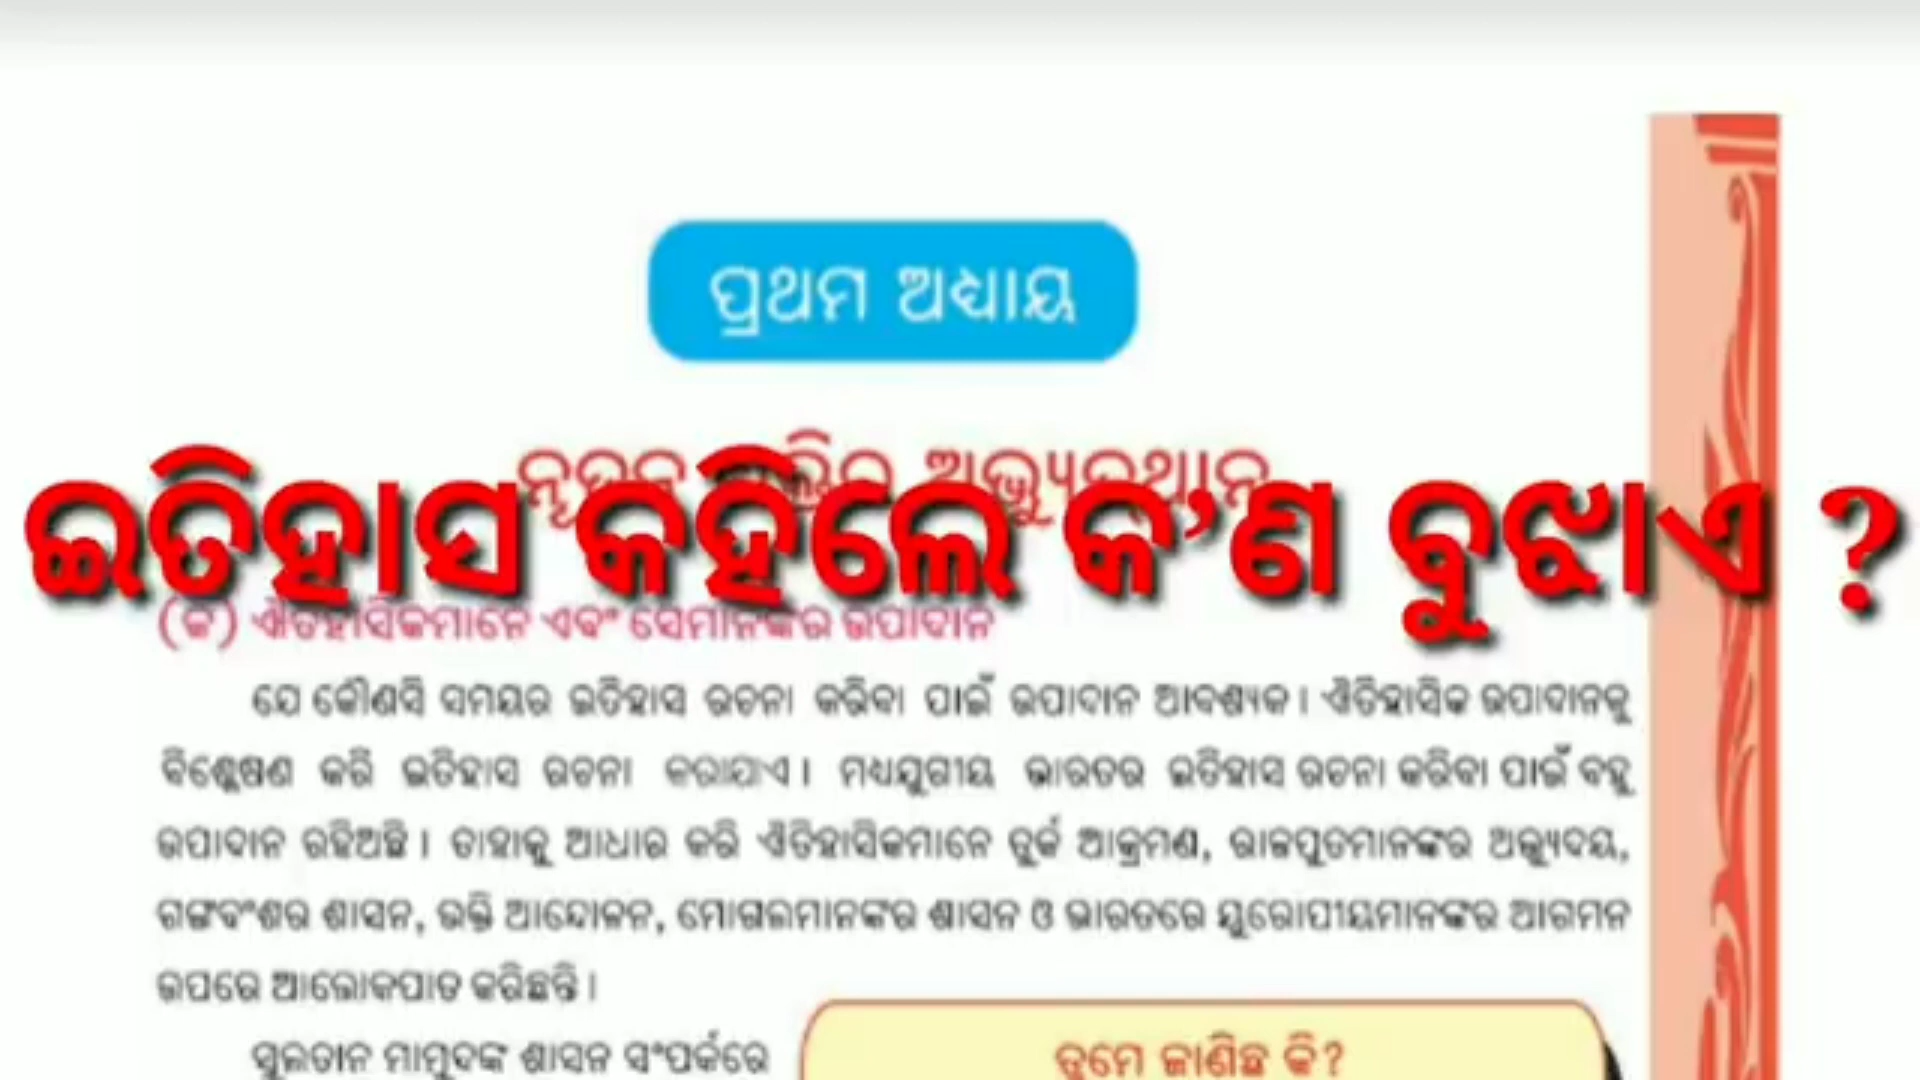 ପ୍ରଥମ ଅଧ୍ୟାୟ
ନୂତନ ଶକ୍ତିର ଅଭ୍ୟୁତ୍‌ଥାନ
ଇତିହାସ କହିଲେ କ'ଣ ବୁଝାଏ ?
(କ) ଐତିହାସିକମାନେ ଏବଂ ସେମାନଙ୍କର ଉପାଦାନ
ଯେ କୌଣସି ସମୟର ଇତିହାସ ରଚନା କରିବା ପାଇଁ ଉପାଦାନ ଆବଶ୍ୟକ। ଐତିହାସିକ ଉପାଦାନକୁ
ବିଶ୍ଳେଷଣ କରି ଇତିହାସ ରଚନା କରାଯାଏ। ମଧ୍ୟଯୁଗୀୟ ଭାରତର ଇତିହାସ ରଚନା କରିବା ପାଇଁ ବହୁ
ଉପାଦାନ ରହିଅଛି। ତାହାକୁ ଆଧାର କରି ଐତିହାସିକମାନେ ତୁର୍କ ଆକ୍ରମଣ, ରାଜପୁତମାନଙ୍କର ଅଭ୍ୟୁଦୟ,
ଗଙ୍ଗବଂଶର ଶାସନ, ଭକ୍ତି ଆନ୍ଦୋଳନ, ମୋଗଲମାନଙ୍କର ଶାସନ ଓ ଭାରତରେ ୟୁରୋପୀୟମାନଙ୍କର ଆଗମନ
ଉପରେ ଆଲୋକପାତ କରିଛନ୍ତି।
ସୁଲତାନ ମାମୁଦଙ୍କ ଶାସନ ସଂପର୍କରେ
ତୁମେ ଜାଣିଛ କି?